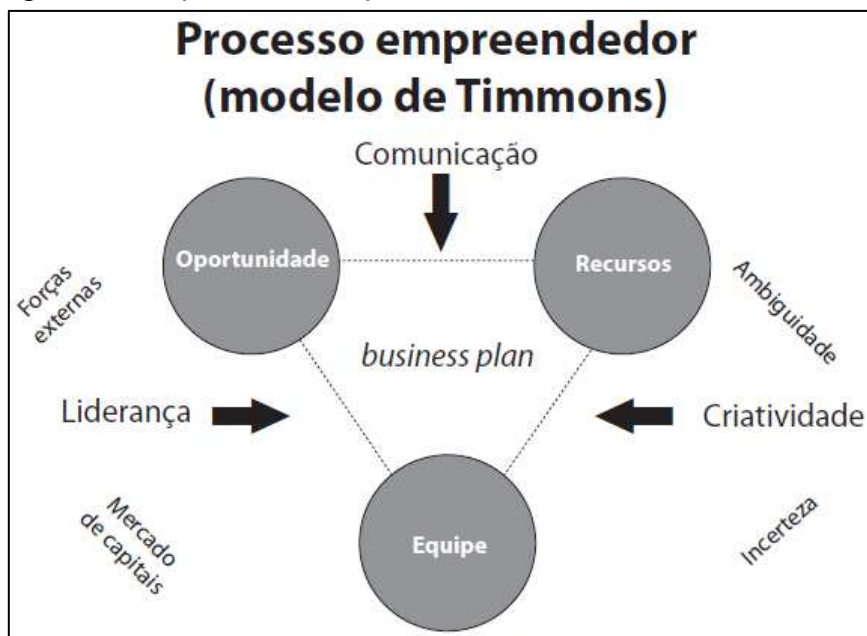 Processo empreendedor
(modelo de Timmons)
Comunicação
Oportunidade
Recursos
Forças
externas
Ambiguidade
business plan
Liderança
Criatividade
Mercado
de capitais
Equipe
Incerteza